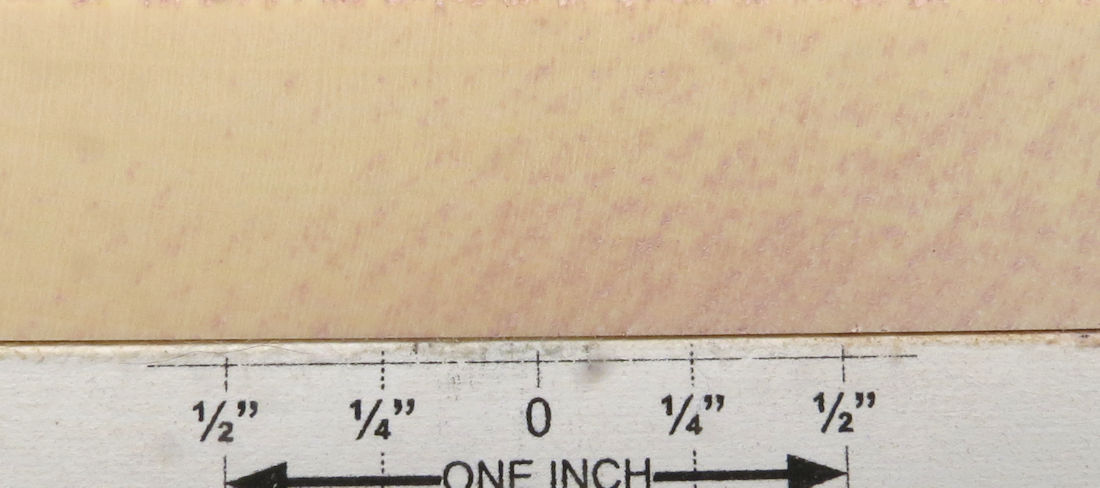 ½” ¼” 0 ¼” ½”
ONE INCH